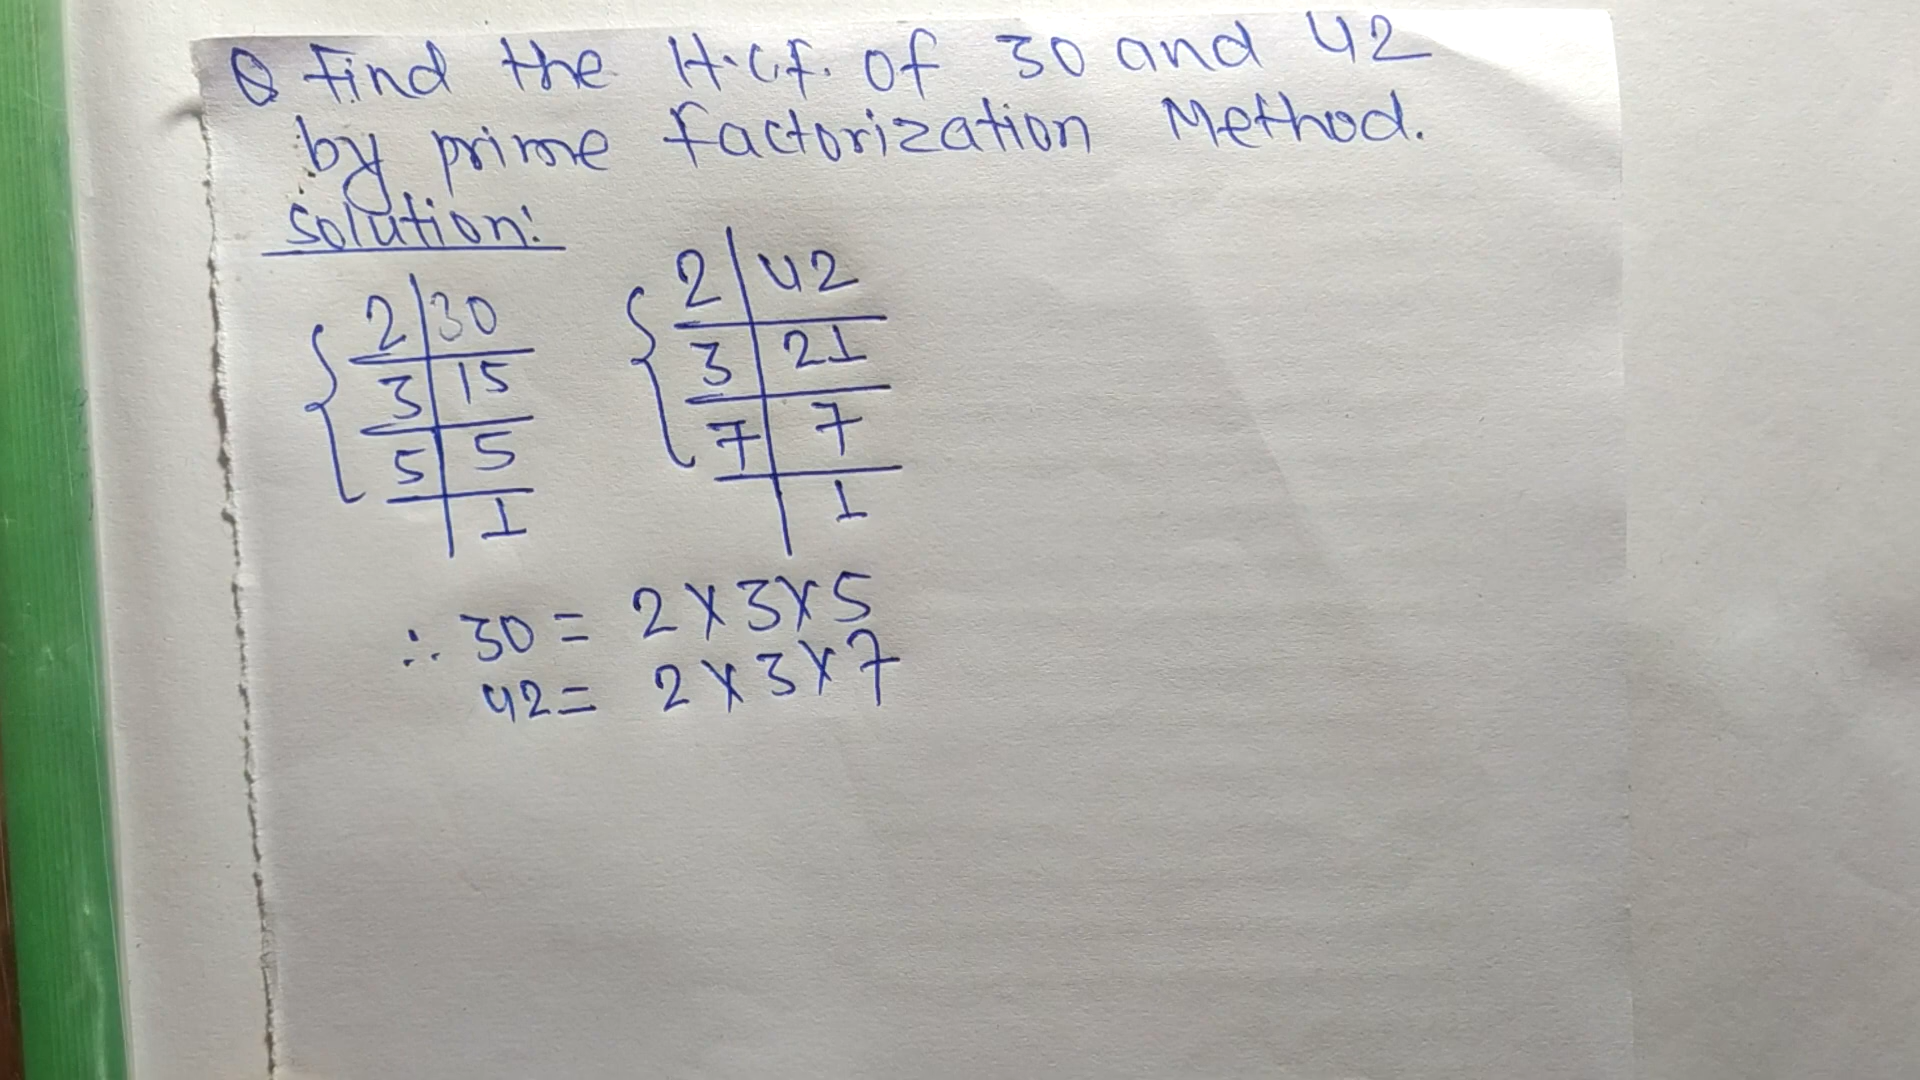 Q Find the H.C.F. of 30 and 42
by prime factorization Method.
Solution:
2 | 30
3 | 15
5 | 5
1
2 | 42
3 | 21
7 | 7
1
∴ 30 = 2 × 3 × 5
42 = 2 × 3 × 7